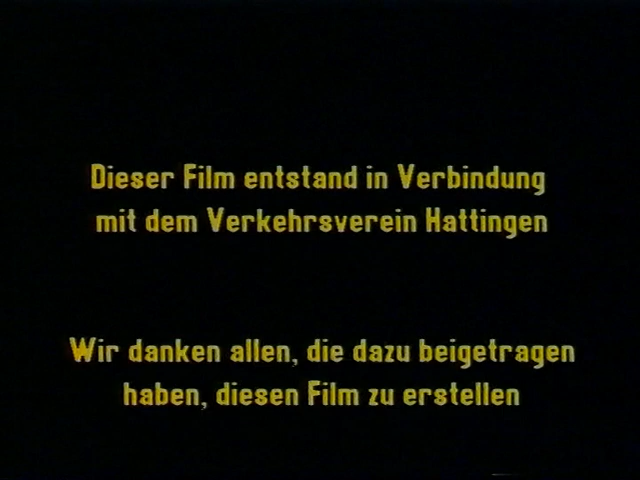 Dieser Film entstand in Verbindung
mit dem Verkehrsverein Hattingen
Wir danken allen, die dazu beigetragen
haben, diesen Film zu erstellen